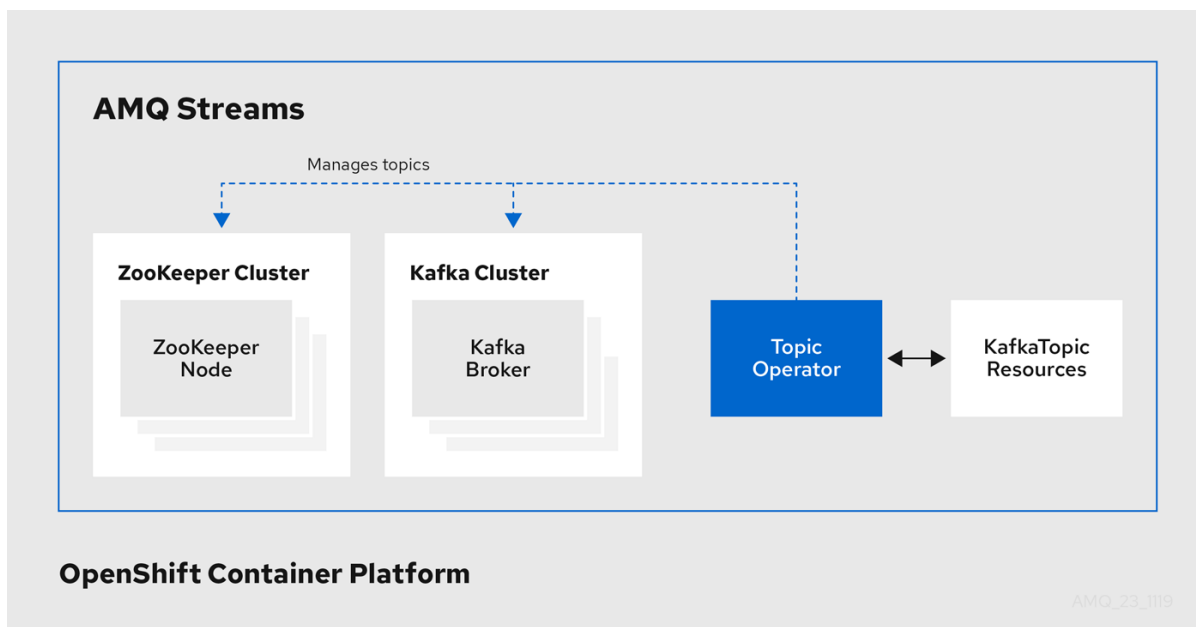 AMQ Streams
Manages topics
ZooKeeper Cluster
ZooKeeper
Node
Kafka Cluster
Kafka
Broker
Topic
Operator
KafkaTopic
Resources
OpenShift Container Platform
AMQ_23_1119